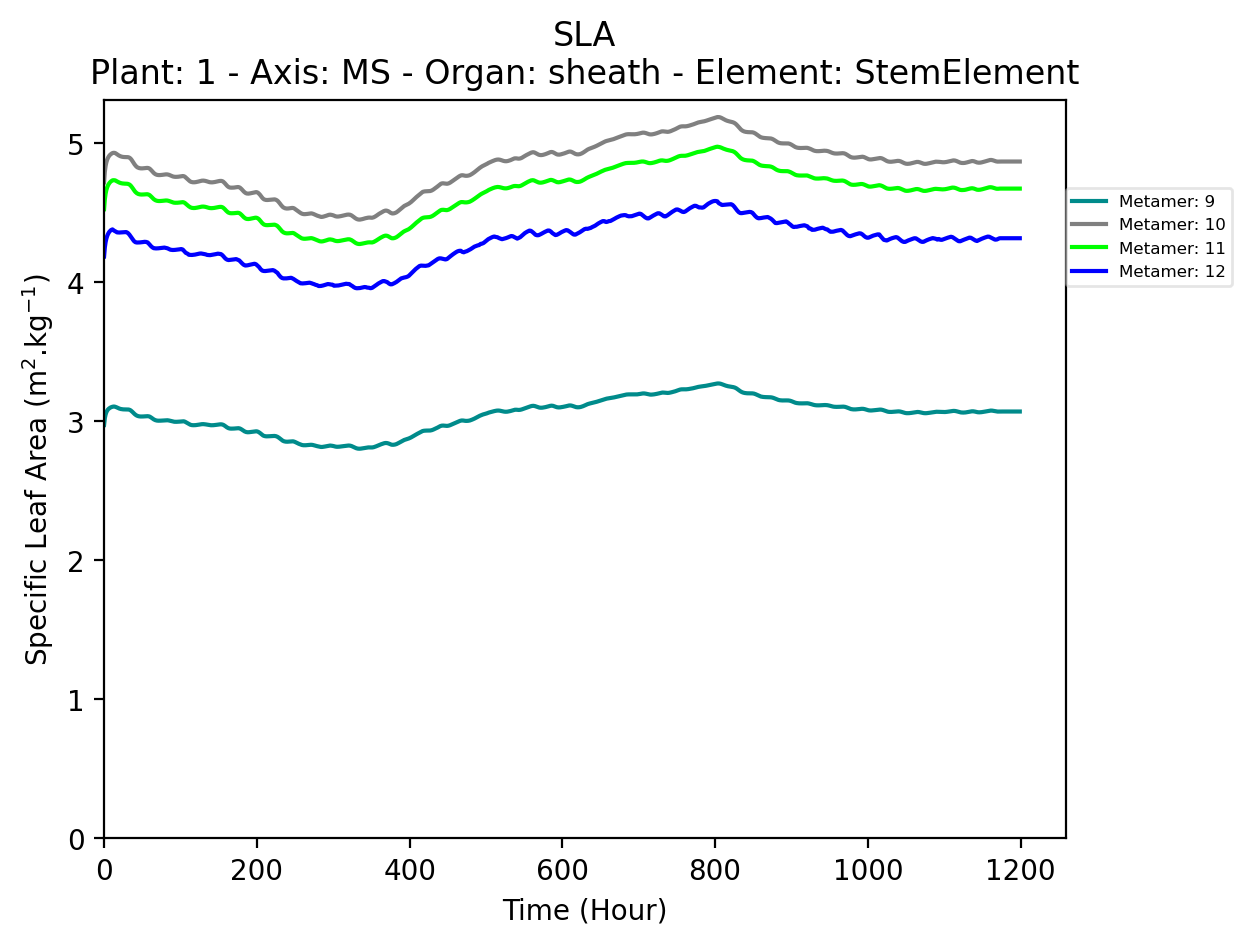 SLA
Plant: 1 - Axis: MS - Organ: sheath - Element: StemElement
Specific Leaf Area (m².kg⁻¹)
5
4
3
2
1
0
0 200 400 600 800 1000 1200
Time (Hour)
Metamer: 9
Metamer: 10
Metamer: 11
Metamer: 12